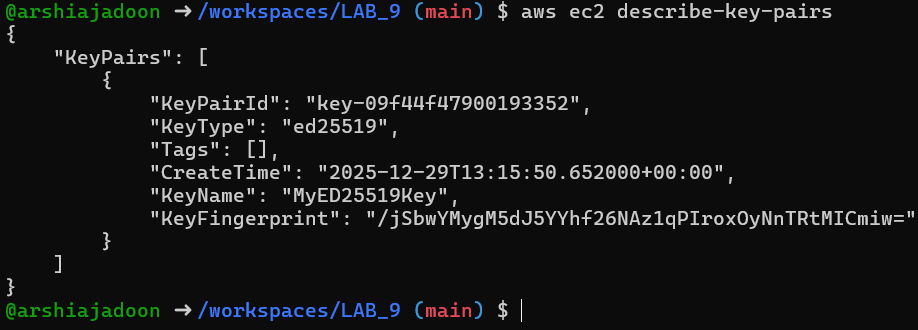 @arshiajadoon ➜ /workspaces/LAB_9 (main) $ aws ec2 describe-key-pairs
{
    "KeyPairs": [
        {
            "KeyPairId": "key-09f44f47900193352",
            "KeyType": "ed25519",
            "Tags": [],
            "CreateTime": "2025-12-29T13:15:50.652000+00:00",
            "KeyName": "MyED25519Key",
            "KeyFingerprint": "/jSbwYMygM5dJ5YYhf26NAz1qPIroxOyNnTRtMICmiw="
        }
    ]
}
@arshiajadoon ➜ /workspaces/LAB_9 (main) $